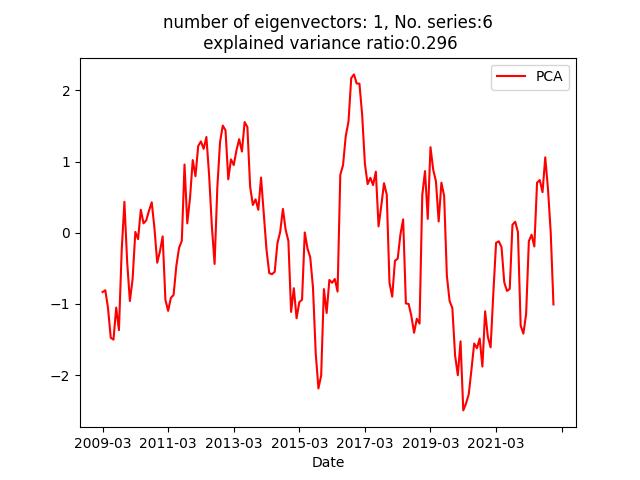 number of eigenvectors: 1, No. series:6
explained variance ratio:0.296
PCA
2
1
0
−1
−2
2009-03 2011-03 2013-03 2015-03 2017-03 2019-03 2021-03
Date